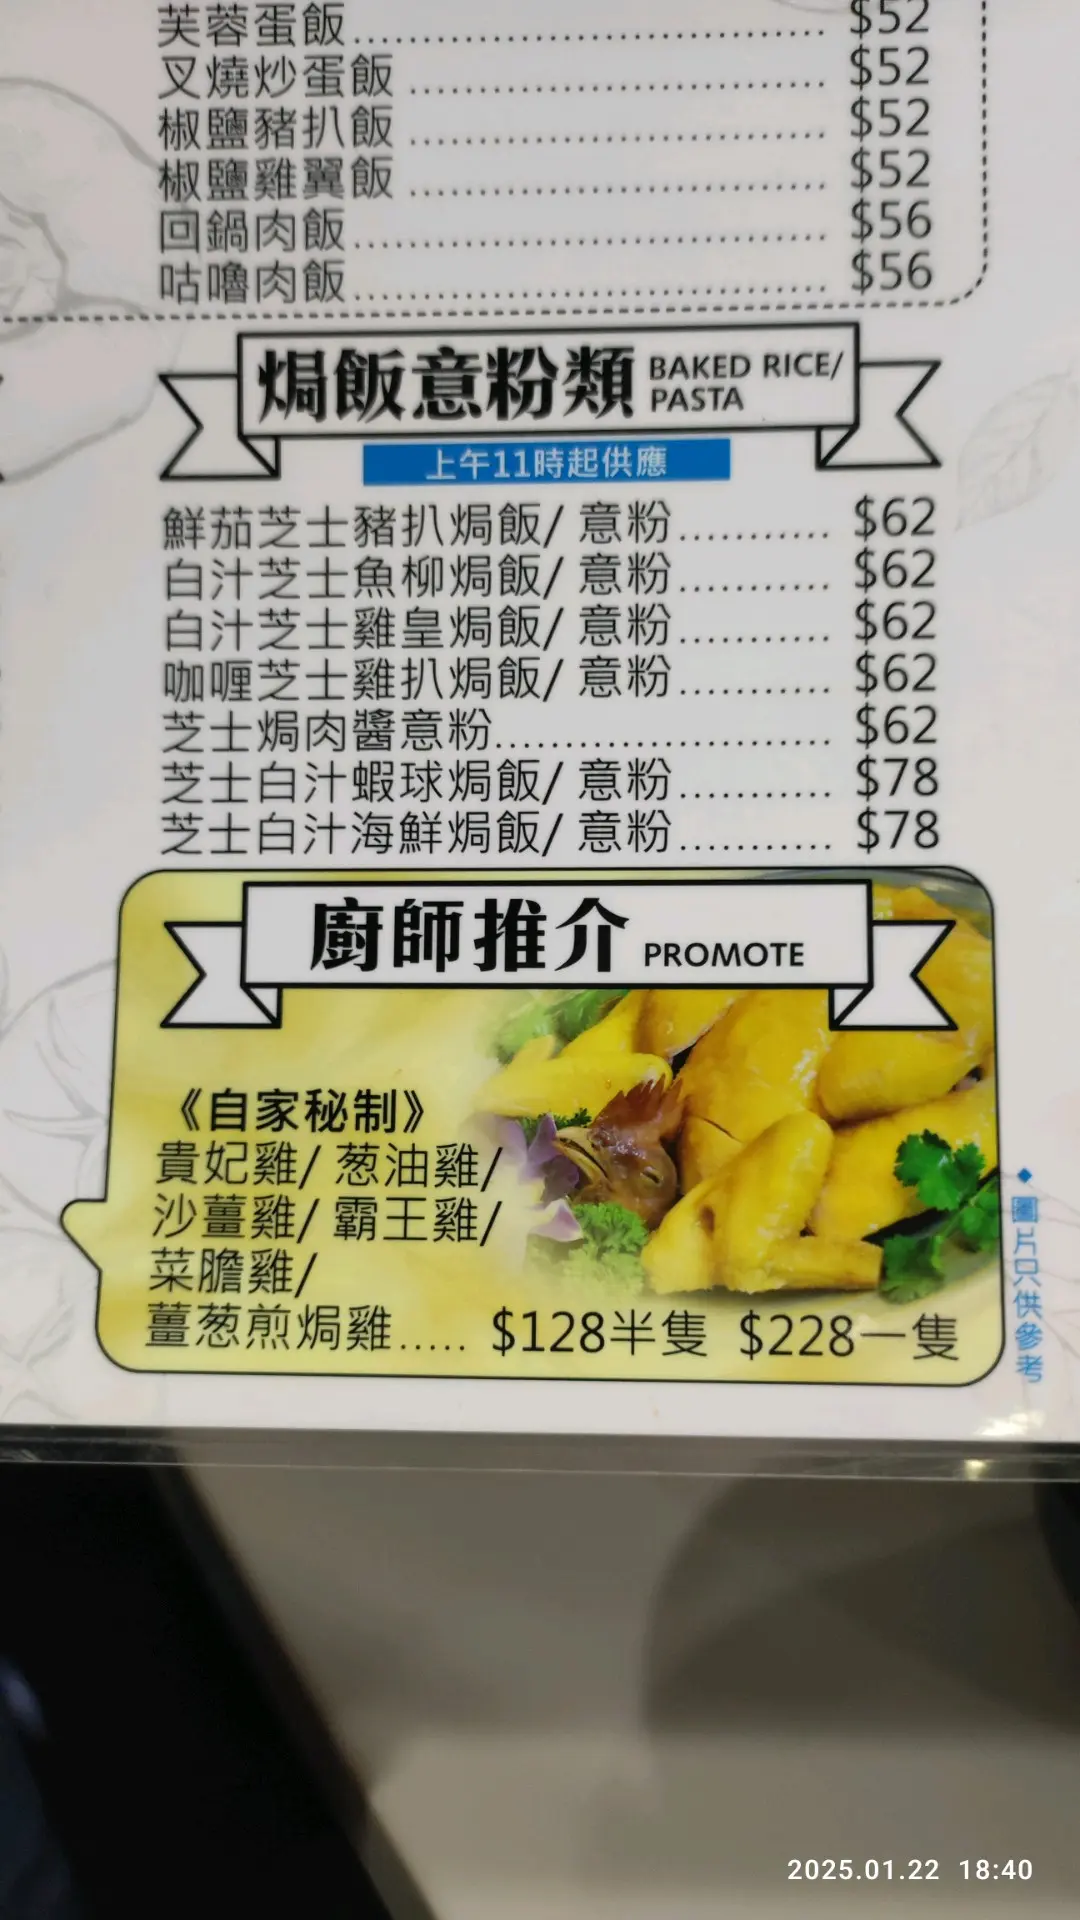 芙蓉蛋飯.............................. $52
叉燒炒蛋飯.......................... $52
椒鹽豬扒飯.......................... $52
椒鹽雞翼飯.......................... $52
回鍋肉飯.............................. $56
咕嚕肉飯.............................. $56
焗飯意粉類 BAKED RICE/
PASTA
上午11時起供應
鮮茄芝士豬扒焗飯/ 意粉........... $62
白汁芝士魚柳焗飯/ 意粉........... $62
白汁芝士雞皇焗飯/ 意粉........... $62
咖喱芝士雞扒焗飯/ 意粉........... $62
芝士焗肉醬意粉........................ $62
芝士白汁蝦球焗飯/ 意粉........... $78
芝士白汁海鮮焗飯/ 意粉........... $78
廚師推介 PROMOTE
《自家秘制》
貴妃雞/ 葱油雞/
沙薑雞/ 霸王雞/
菜膽雞/
薑葱煎焗雞..... $128半隻 $228一隻
◆圖片只供參考
2025.01.22 18:40